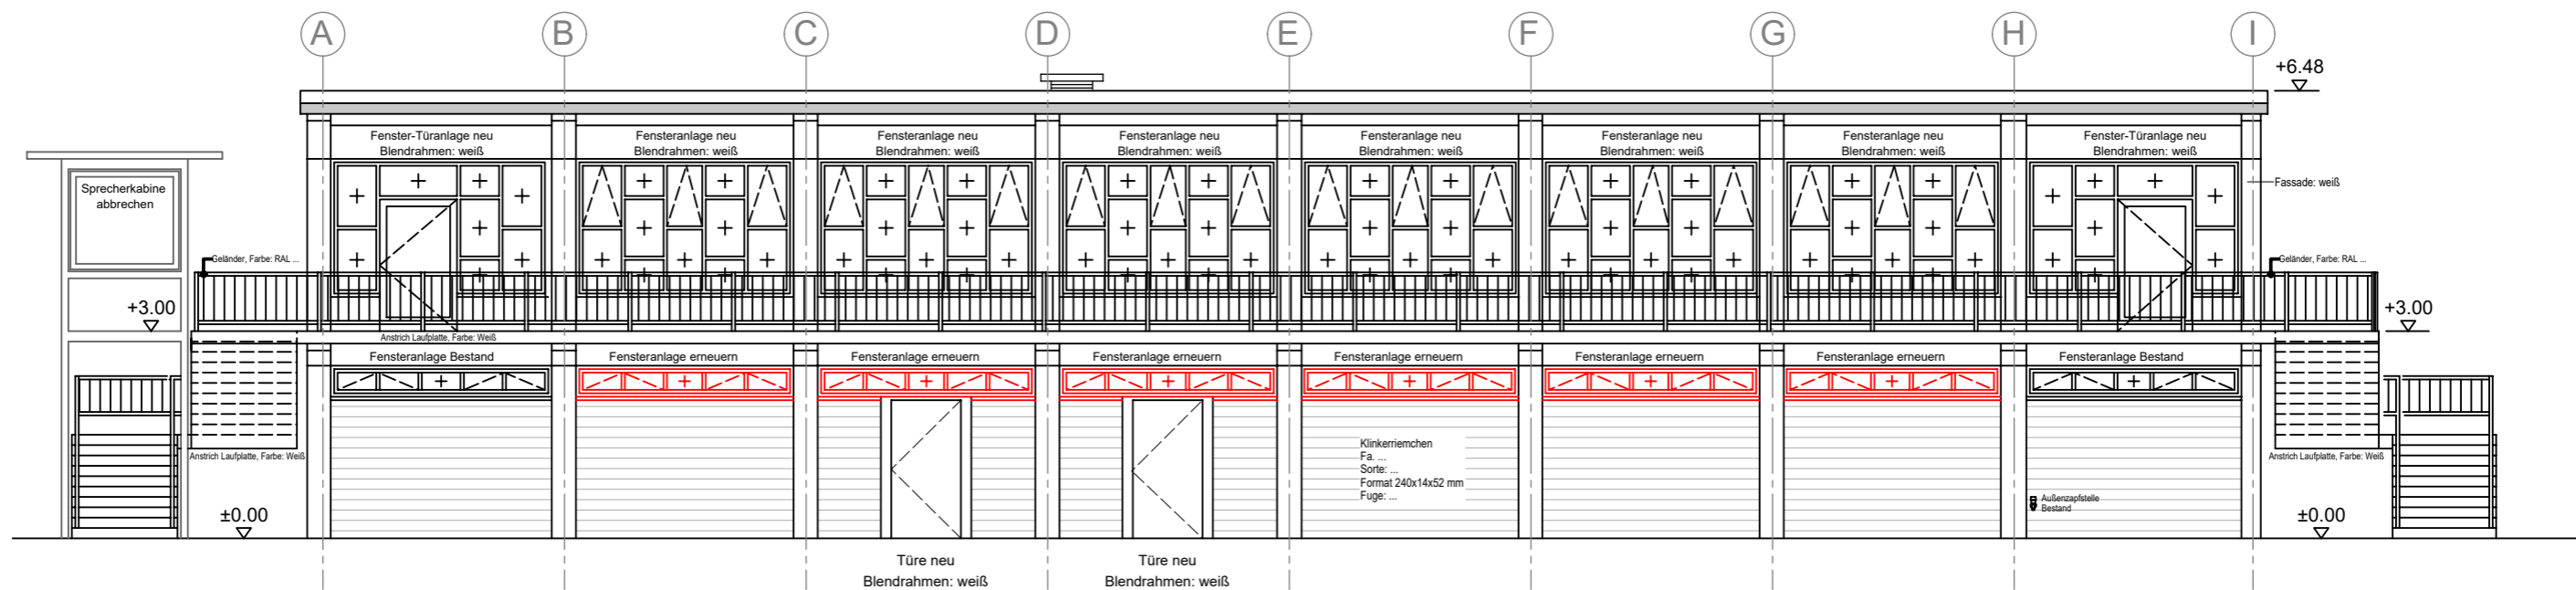 A B C D E F G H I
+6.48
Fenster-Türanlage neu
Blendrahmen: weiß
Fensteranlage neu
Blendrahmen: weiß
Fensteranlage neu
Blendrahmen: weiß
Fensteranlage neu
Blendrahmen: weiß
Fensteranlage neu
Blendrahmen: weiß
Fensteranlage neu
Blendrahmen: weiß
Fensteranlage neu
Blendrahmen: weiß
Fensteranlage neu
Blendrahmen: weiß
Fenster-Türanlage neu
Blendrahmen: weiß
Sprecherkabine
abbrechen
Fassade: weiß
Geländer, Farbe: RAL ...
Geländer, Farbe: RAL ...
+3.00
+3.00
Anstrich Laufplatte, Farbe: Weiß
Fensteranlage Bestand
Fensteranlage erneuern
Fensteranlage erneuern
Fensteranlage erneuern
Fensteranlage erneuern
Fensteranlage erneuern
Fensteranlage erneuern
Fensteranlage Bestand
Klinkerriemchen
Fa. ...
Sorte: ...
Format 240x14x52 mm
Fuge: ...
Anstrich Laufplatte, Farbe: Weiß
Anstrich Laufplatte, Farbe: Weiß
Außenzapfstelle
Bestand
±0.00
±0.00
Türe neu
Blendrahmen: weiß
Türe neu
Blendrahmen: weiß